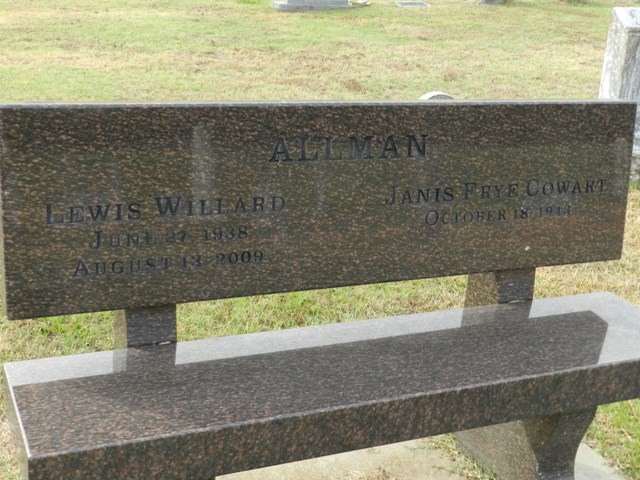 ALLMAN
LEWIS WILLARD
JUNE 27, 1938
AUGUST 13, 2009
JANIS FRYE COWART
OCTOBER 18, 1943